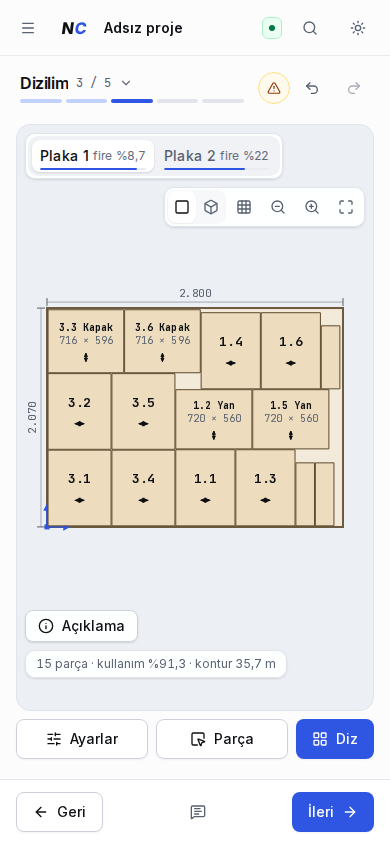 NC Adsız proje
Dizilim 3 / 5
Plaka 1 fire %8,7 Plaka 2 fire %22
2.800
2.070
3.3 Kapak
716 × 596
3.6 Kapak
716 × 596
1.4
1.6
3.2
3.5
1.2 Yan
720 × 560
1.5 Yan
720 × 560
3.1
3.4
1.1
1.3
Açıklama
15 parça · kullanım %91,3 · kontur 35,7 m
Ayarlar
Parça
Diz
Geri
İleri